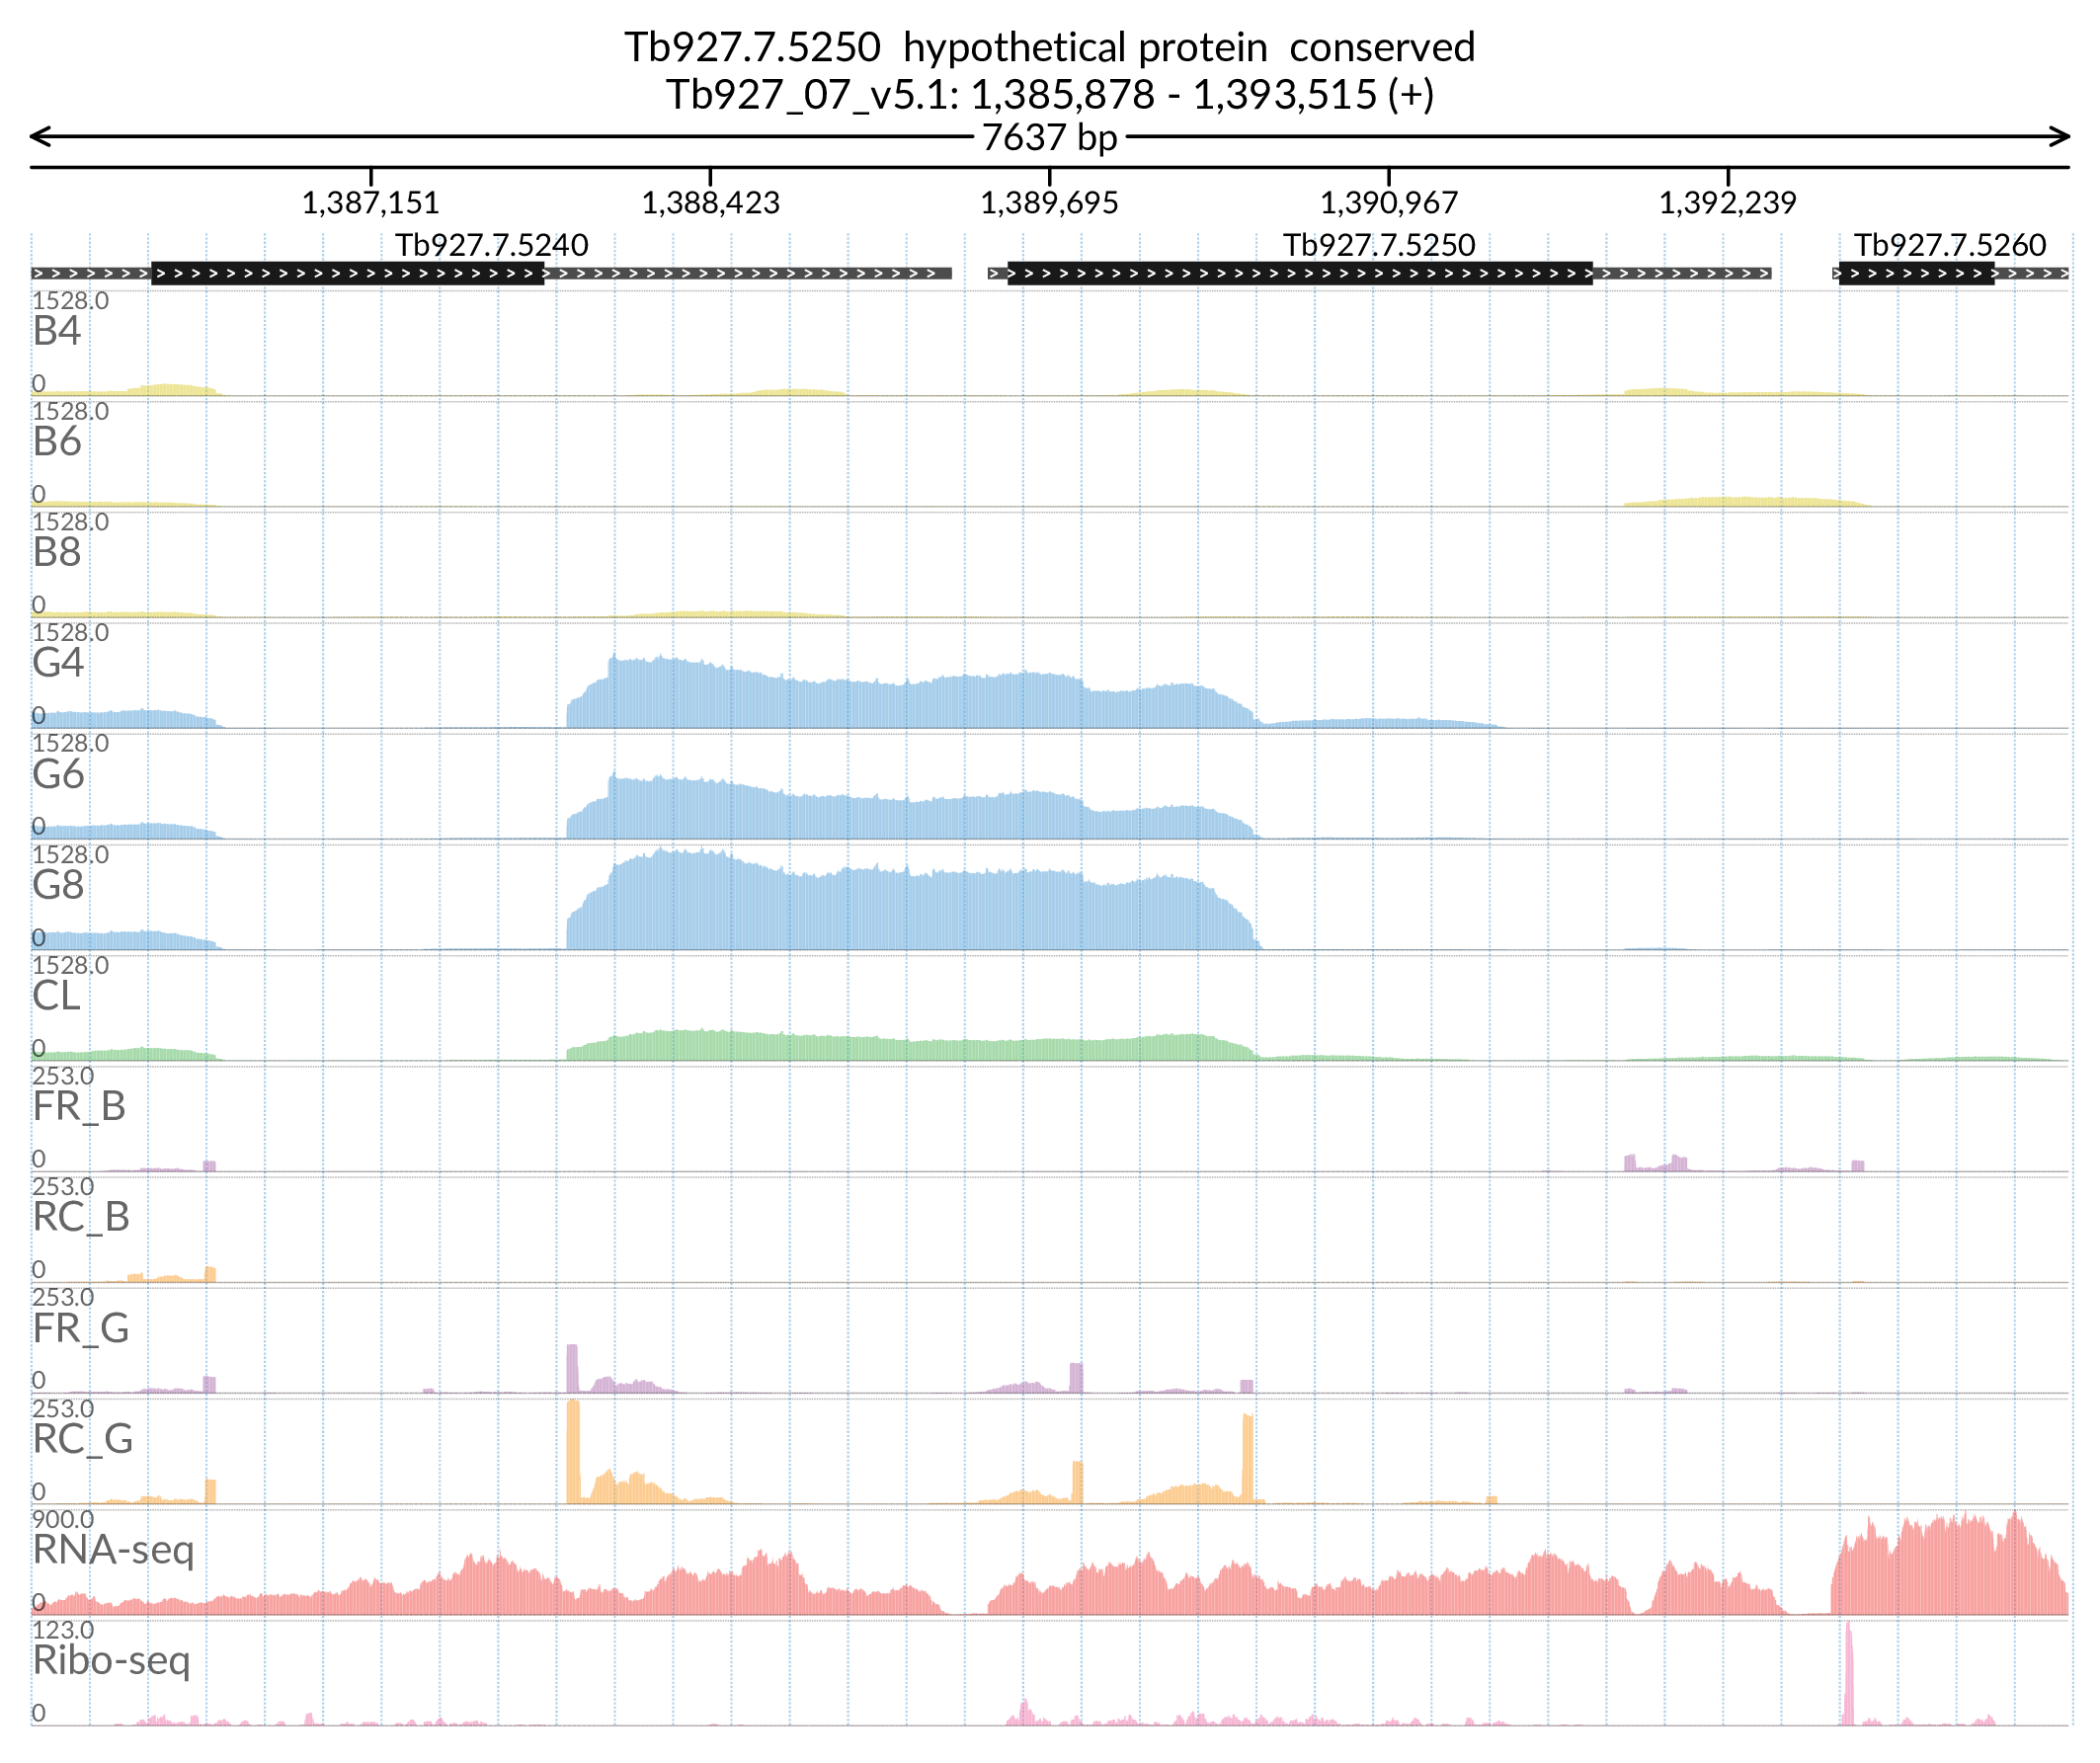 Tb927.7.5250  hypothetical protein  conserved
Tb927_07_v5.1: 1,385,878 - 1,393,515 (+)
7637 bp
1,387,151 1,388,423 1,389,695 1,390,967 1,392,239
Tb927.7.5240 Tb927.7.5250 Tb927.7.5260
1528.0
B4
0
1528.0
B6
0
1528.0
B8
0
1528.0
G4
0
1528.0
G6
0
1528.0
G8
0
1528.0
CL
0
253.0
FR_B
0
253.0
RC_B
0
253.0
FR_G
0
253.0
RC_G
0
900.0
RNA-seq
0
123.0
Ribo-seq
0